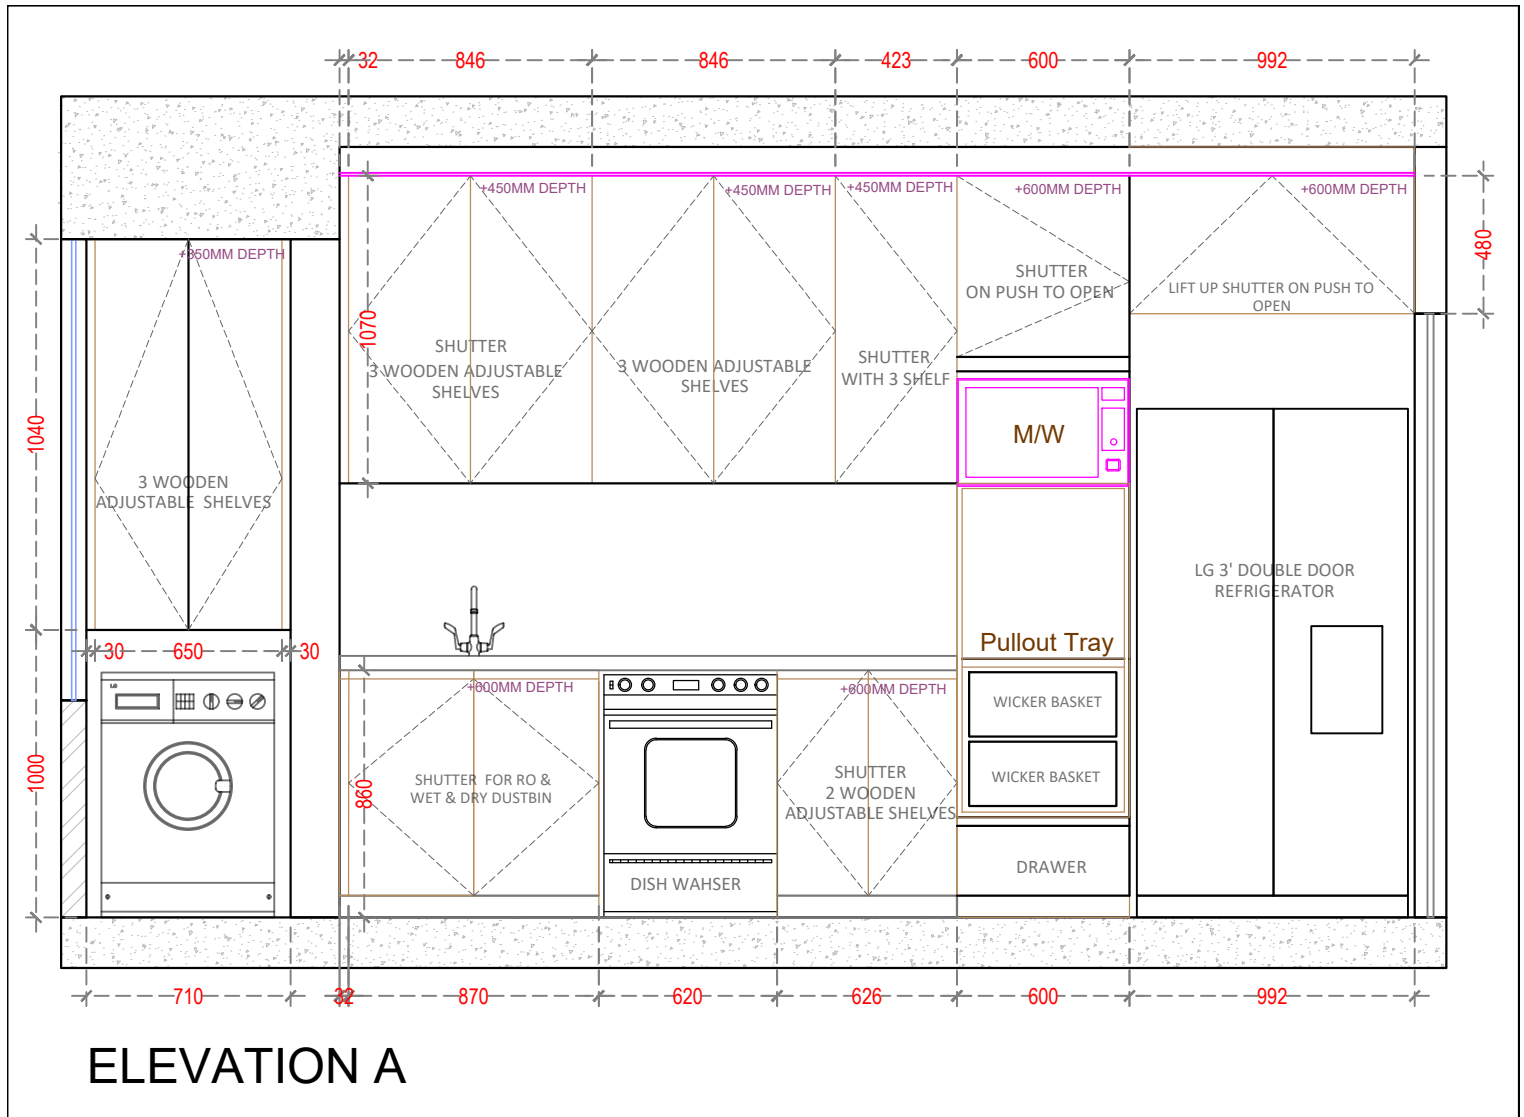 32 846 846 423 600 992
+450MM DEPTH +450MM DEPTH +450MM DEPTH +600MM DEPTH +600MM DEPTH
480
+350MM DEPTH
SHUTTER
ON PUSH TO OPEN
LIFT UP SHUTTER ON PUSH TO
OPEN
1070
SHUTTER
3 WOODEN ADJUSTABLE
SHELVES
3 WOODEN ADJUSTABLE
SHELVES
SHUTTER
WITH 3 SHELF
1040
M/W
3 WOODEN
ADJUSTABLE SHELVES
LG 3' DOUBLE DOOR
REFRIGERATOR
30 650 30
Pullout Tray
LG
+600MM DEPTH
+600MM DEPTH
WICKER BASKET
WICKER BASKET
1000
860
SHUTTER FOR RO &
WET & DRY DUSTBIN
SHUTTER
2 WOODEN
ADJUSTABLE SHELVES
DISH WAHSER
DRAWER
710 32 870 620 626 600 992
ELEVATION A